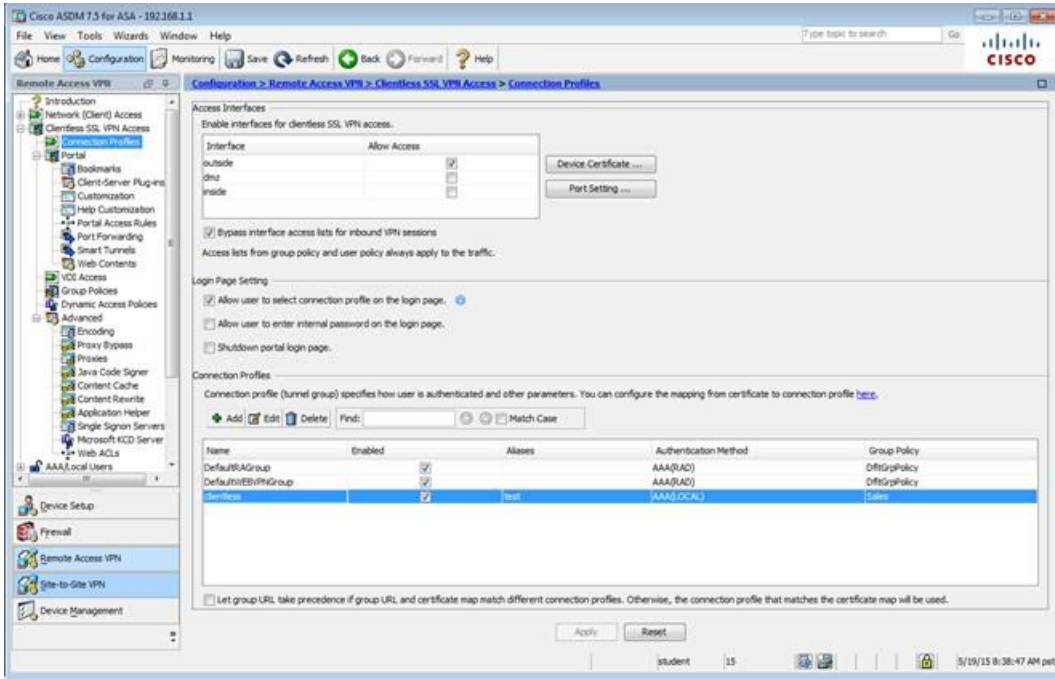 Cisco ASDM 7.5 for ASA - 192.168.1.1
File View Tools Wizards Window Help
Type topic to search Go
Home Configuration Monitoring Save Refresh Back Forward Help
CISCO
Remote Access VPN
Configuration > Remote Access VPN > Clientless SSL VPN Access > Connection Profiles
Introduction
Network (Client) Access
Clientless SSL VPN Access
Connection Profiles
Portal
Bookmarks
Client-Server Plug-ins
Customization
Help Customization
Portal Access Rules
Port Forwarding
Smart Tunnels
Web Contents
VDI Access
Group Policies
Dynamic Access Policies
Advanced
Encoding
Proxy Bypass
Proxies
Java Code Signer
Content Cache
Content Rewrite
Application Helper
Single Signon Servers
Microsoft KCD Server
Web ACLs
AAA/Local Users
Device Setup
Firewall
Remote Access VPN
Site-to-Site VPN
Device Management
Access Interfaces
Enable interfaces for clientless SSL VPN access.
Interface Allow Access
outside
dmz
inside
Device Certificate ...
Port Setting ...
Bypass interface access lists for inbound VPN sessions
Access lists from group policy and user policy always apply to the traffic.
Login Page Setting
Allow user to select connection profile on the login page.
Allow user to enter internal password on the login page.
Shutdown portal login page.
Connection Profiles
Connection profile (tunnel group) specifies how user is authenticated and other parameters. You can configure the mapping from certificate to connection profile here.
Add Edit Delete Find: Match Case
Name Enabled Aliases Authentication Method Group Policy
DefaultRAGroup AAA(RAD) DfltGrpPolicy
DefaultWEBVPNGroup AAA(RAD) DfltGrpPolicy
clientless test AAA(LOCAL) Sales
Let group URL take precedence if group URL and certificate map match different connection profiles. Otherwise, the connection profile that matches the certificate map will be used.
Apply Reset
student 15 5/19/15 8:38:47 AM pst